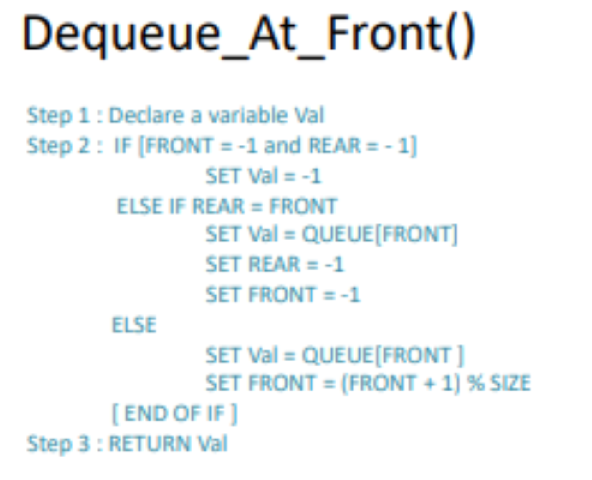 Dequeue_At_Front()
Step 1 : Declare a variable Val
Step 2 : IF [FRONT = -1 and REAR = - 1]
SET Val = -1
ELSE IF REAR = FRONT
SET Val = QUEUE[FRONT]
SET REAR = -1
SET FRONT = -1
ELSE
SET Val = QUEUE[FRONT ]
SET FRONT = (FRONT + 1) % SIZE
[ END OF IF ]
Step 3 : RETURN Val